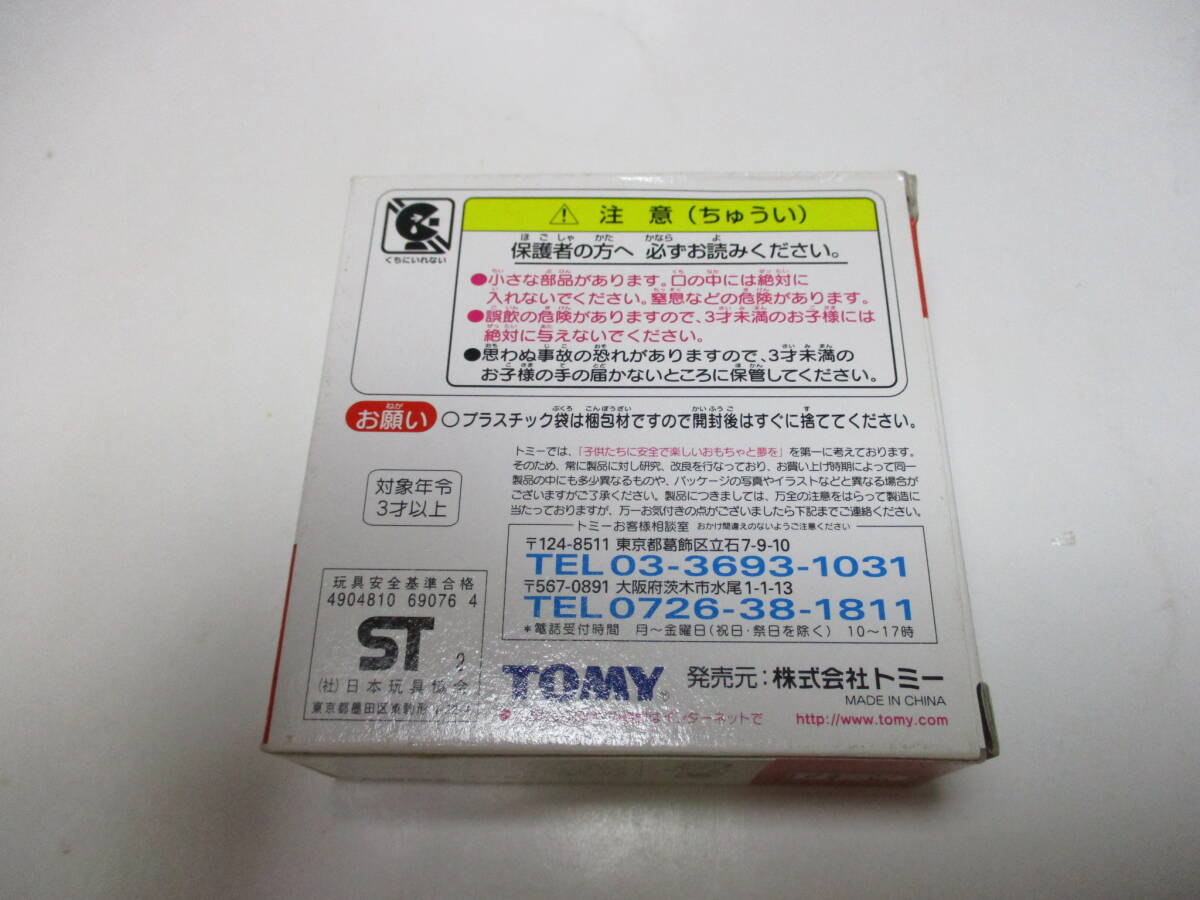 くちにいれない
⚠ 注 意(ちゅうい)
保護者の方へ 必ずお読みください。
●小さな部品があります。口の中には絶対に
入れないでください。窒息などの危険があります。
●誤飲の危険がありますので、3才未満のお子様には
絶対に与えないでください。
●思わぬ事故の恐れがありますので、3才未満の
お子様の手の届かないところに保管してください。
お願い ○プラスチック袋は梱包材ですので開封後はすぐに捨ててください。
トミーでは、「子供たちに安全で楽しいおもちゃと夢を」を第一に考えております。
そのため、常に製品に対し研究、改良を行なっており、お買い上げ時期によって同一
製品の中にも多少異なるものや、パッケージの写真やイラストなどと異なる場合が
ございますがご了承ください。製品につきましては、万全の注意をはらって製造に
当たっておりますが、万一お気付きの点がございましたら下記までご連絡ください。
対象年令
3才以上
トミーお客様相談室 おかけ間違えのないようご注意ください
〒124-8511 東京都葛飾区立石7-9-10
TEL 03-3693-1031
〒567-0891 大阪府茨木市水尾1-1-13
TEL 0726-38-1811
*電話受付時間 月~金曜日(祝日・祭日を除く) 10~17時
玩具安全基準合格
4904810 69076 4
ST
(社)日本玩具協会
東京都墨田区東駒形
TOMY® 発売元:株式会社トミー
MADE IN CHINA
はインターネットで http://www.tomy.com